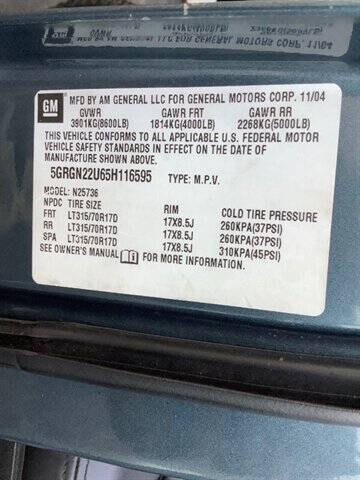 GM MFD BY AM GENERAL LLC FOR GENERAL MOTORS CORP. 11/04
GVWR GAWR FRT GAWR RR
3901KG(8600LB) 1814KG(4000LB) 2268KG(5000LB)
THIS VEHICLE CONFORMS TO ALL APPLICABLE U.S. FEDERAL MOTOR
VEHICLE SAFETY STANDARDS IN EFFECT ON THE DATE OF
MANUFACTURE SHOWN ABOVE.
5GRGN22U65H116595 TYPE: M.P.V.
MODEL: N25736
NPDC TIRE SIZE RIM COLD TIRE PRESSURE
FRT LT315/70R17D 17X8.5J 260KPA(37PSI)
RR LT315/70R17D 17X8.5J 260KPA(37PSI)
SPA LT315/70R17D 17X8.5J 310KPA(45PSI)
SEE OWNER'S MANUAL FOR MORE INFORMATION